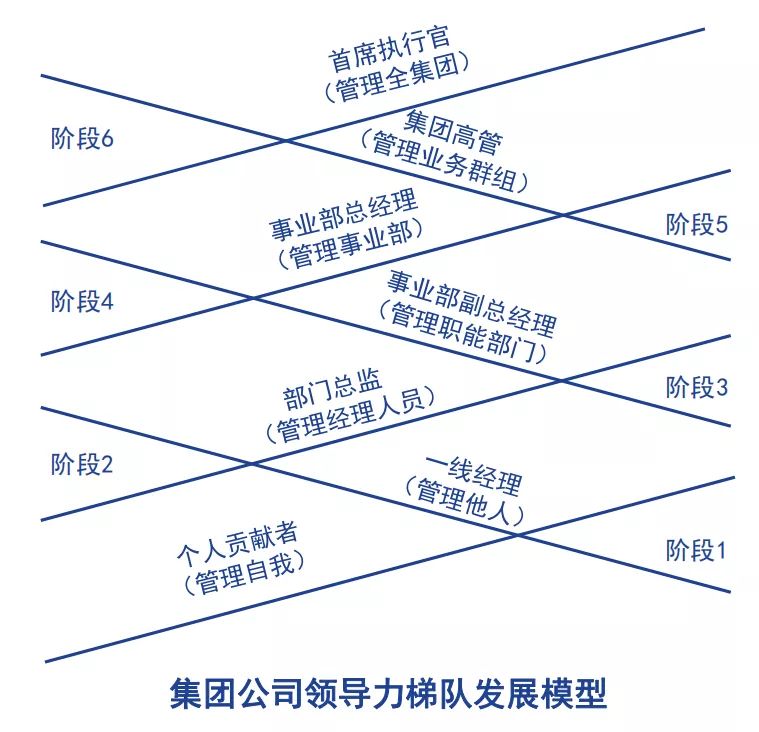 首席执行官
（管理全集团）
阶段6
集团高管
（管理业务群组）
事业部总经理
（管理事业部）
阶段5
阶段4
事业部副总经理
（管理职能部门）
部门总监
（管理经理人员）
阶段3
阶段2
一线经理
（管理他人）
个人贡献者
（管理自我）
阶段1
集团公司领导力梯队发展模型